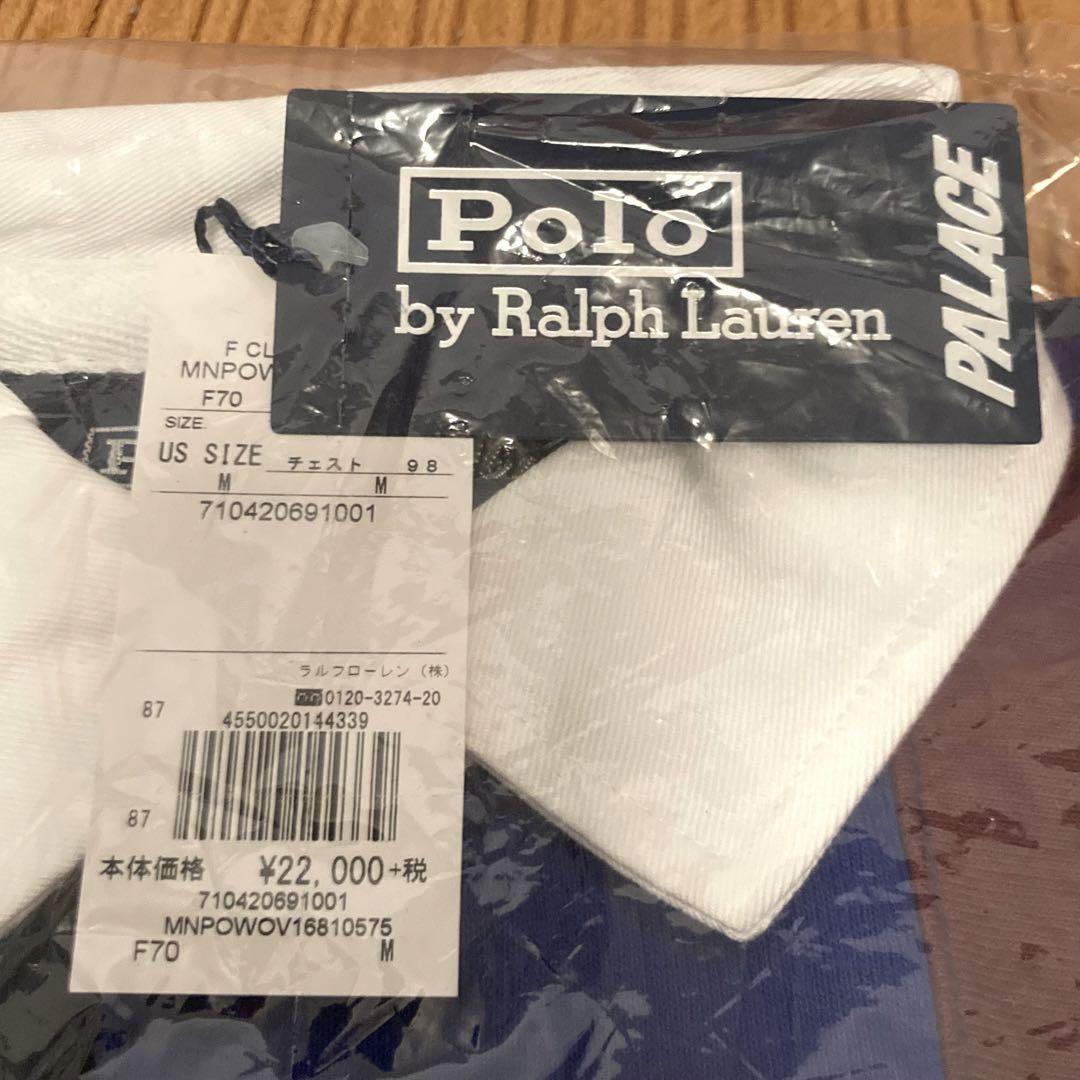 Polo
by Ralph Lauren
PALACE
F CL
MNPOW
F70
SIZE.
US SIZE チェスト 98
M M
710420691001
ラルフローレン (株)
0120-3274-20
87 4550020144339
87
本体価格 ¥22,000+税
710420691001
MNPOWOV16810575
F70 M